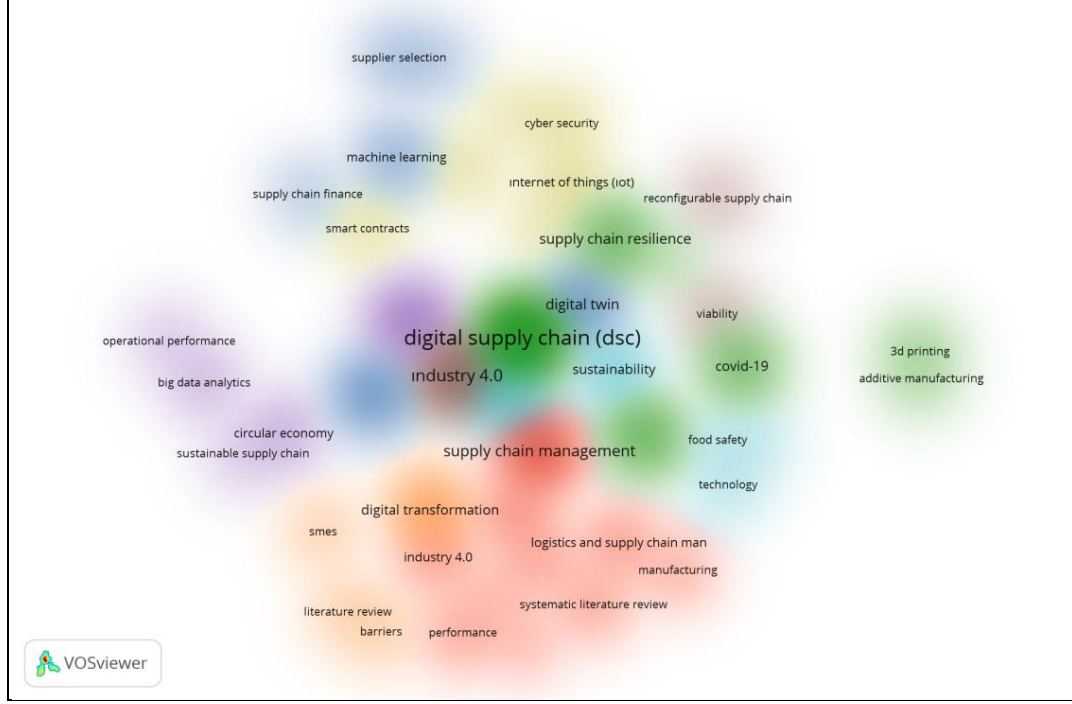 supplier selection
cyber security
machine learning
ınternet of things (ıot)
supply chain finance
reconfigurable supply chain
smart contracts
supply chain resilience
digital twin
viability
digital supply chain (dsc)
operational performance
3d printing
covid-19
sustainability
ındustry 4.0
additive manufacturing
big data analytics
circular economy
food safety
sustainable supply chain
supply chain management
technology
digital transformation
smes
logistics and supply chain man
industry 4.0
manufacturing
systematic literature review
literature review
barriers
performance
VOSviewer